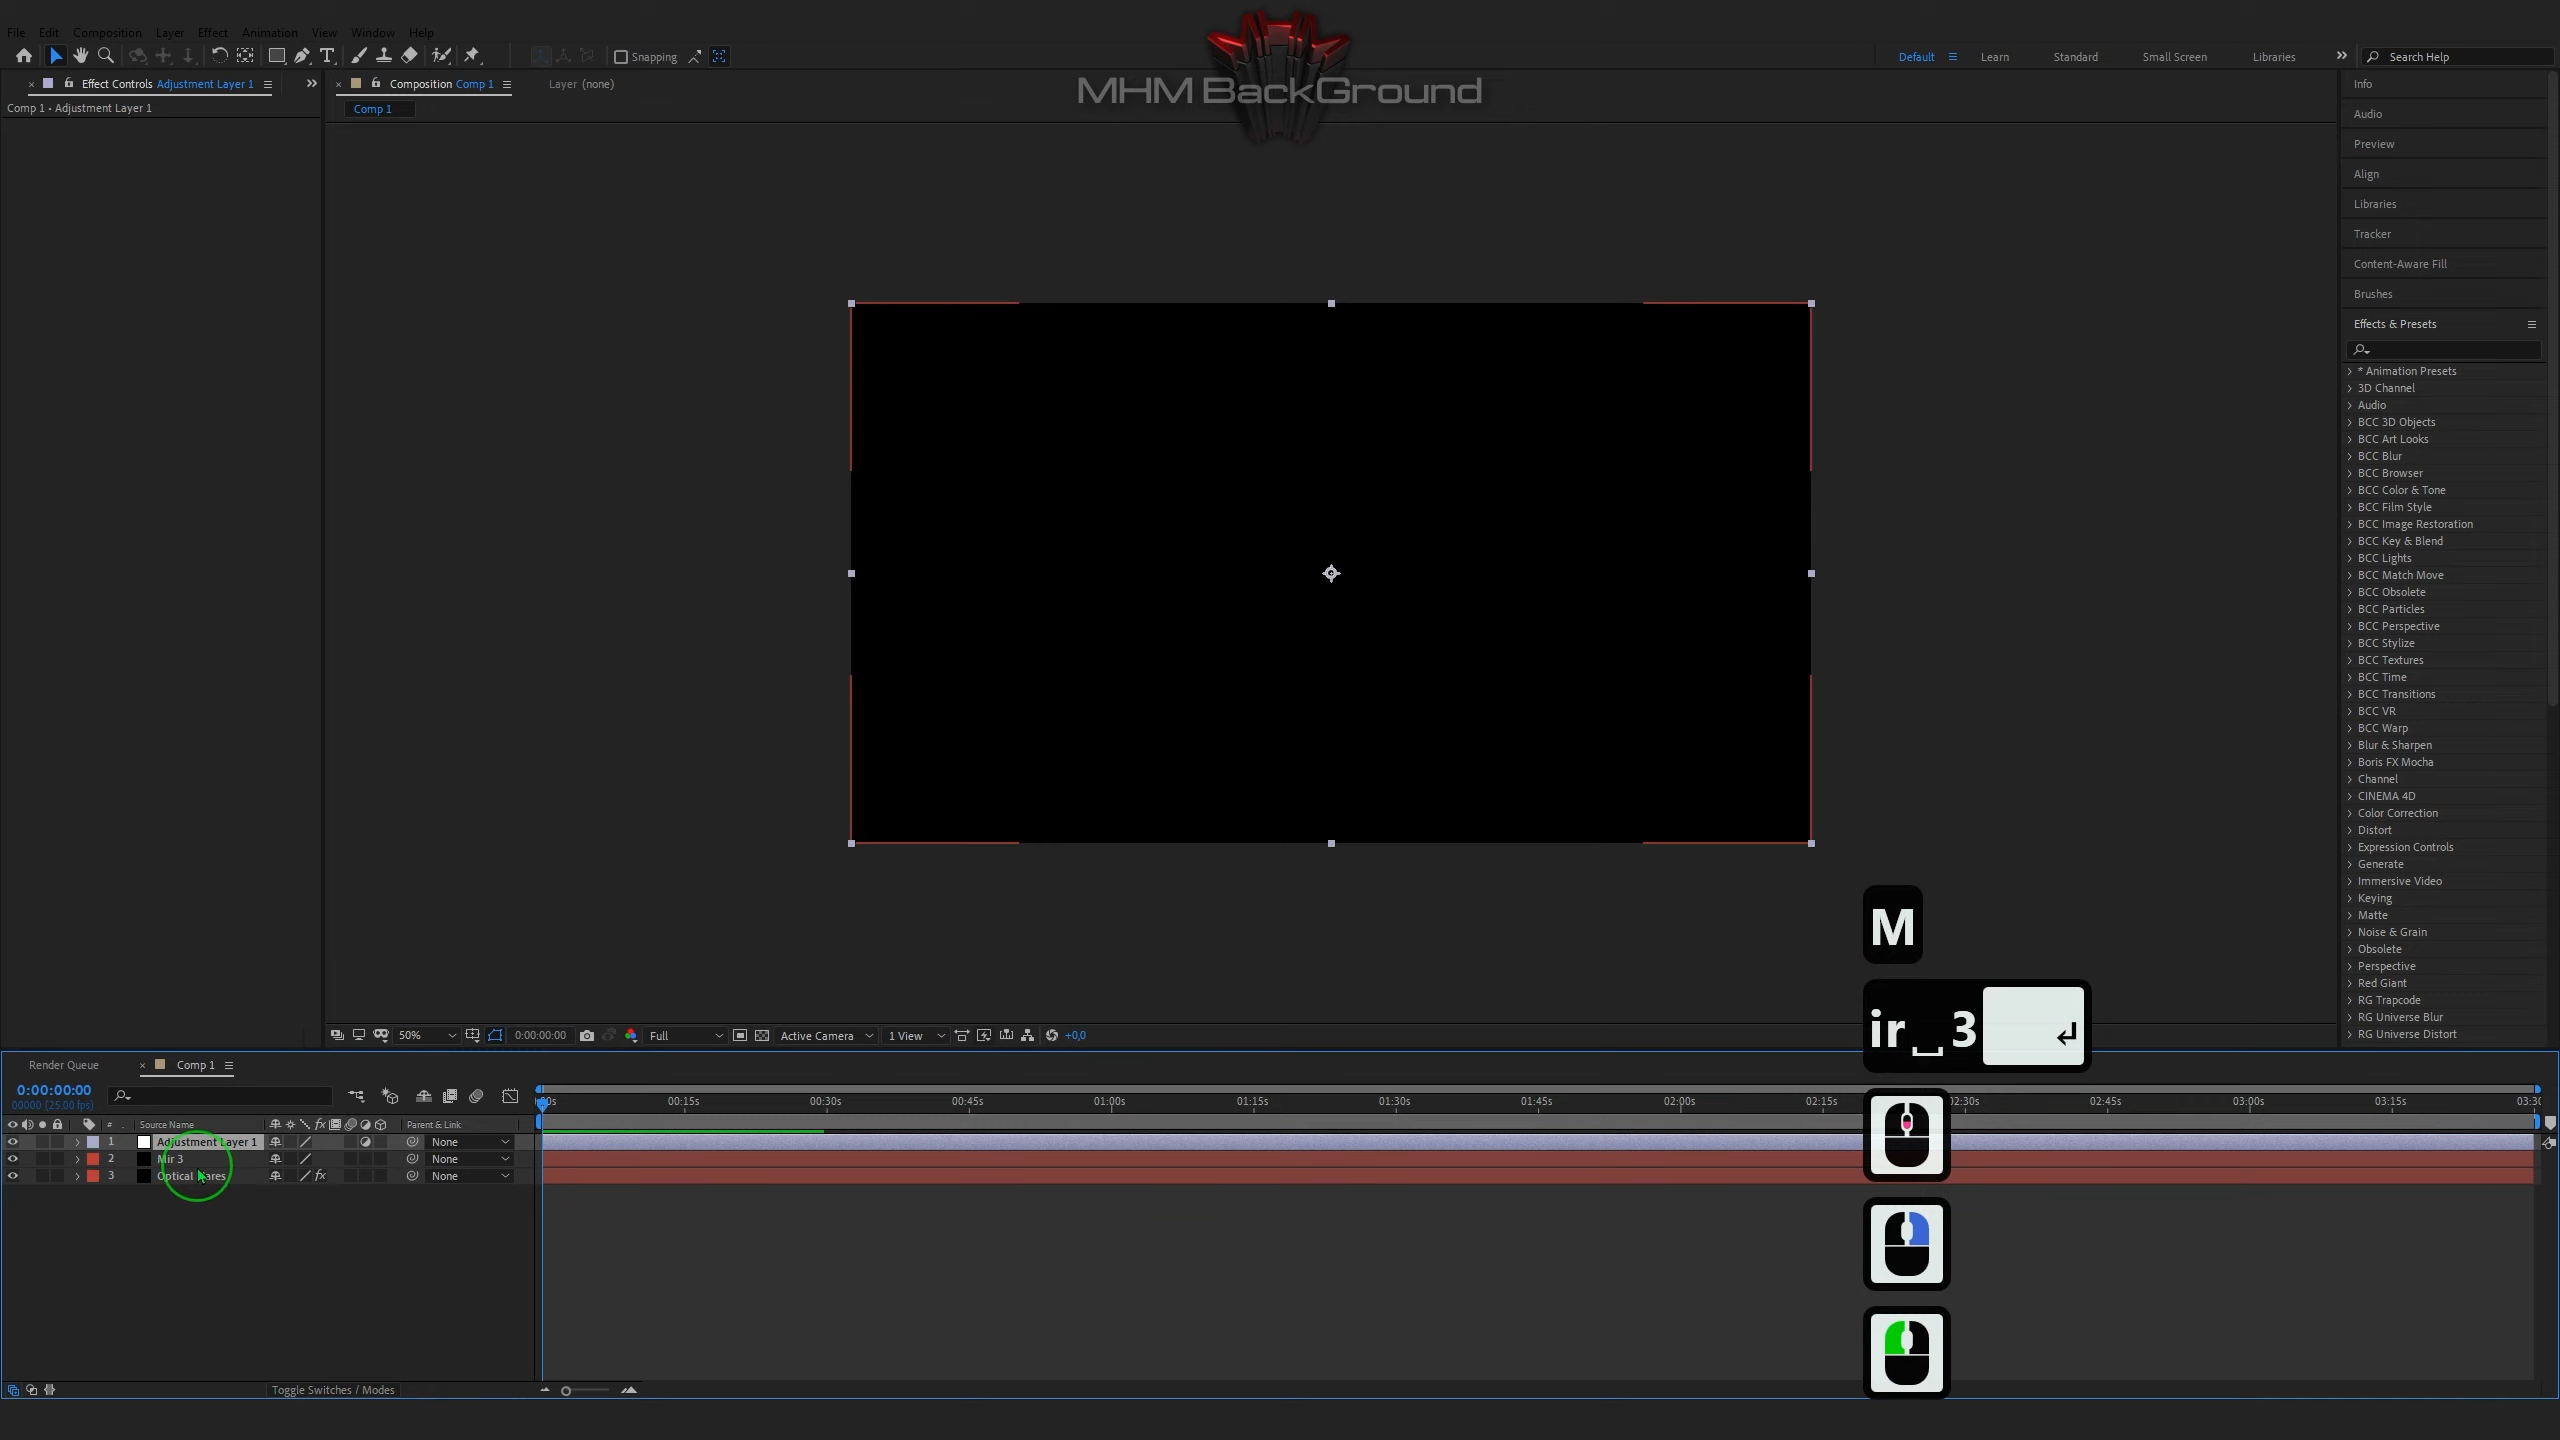 MHM BackGround
File Edit Composition Layer Effect Animation View Window Help
Snapping
Default Learn Standard Small Screen Libraries Search Help
Effect Controls Adjustment Layer 1
Composition Comp 1
Layer (none)
Comp 1 • Adjustment Layer 1
Comp 1
Info
Audio
Preview
Align
Libraries
Tracker
Content-Aware Fill
Brushes
Effects & Presets
* Animation Presets
3D Channel
Audio
BCC 3D Objects
BCC Art Looks
BCC Blur
BCC Browser
BCC Color & Tone
BCC Film Style
BCC Image Restoration
BCC Key & Blend
BCC Lights
BCC Match Move
BCC Obsolete
BCC Particles
BCC Perspective
BCC Stylize
BCC Textures
BCC Time
BCC Transitions
BCC VR
BCC Warp
Blur & Sharpen
Boris FX Mocha
Channel
CINEMA 4D
Color Correction
Distort
Expression Controls
Generate
Immersive Video
Keying
Matte
Noise & Grain
Obsolete
Perspective
Red Giant
RG Trapcode
RG Universe Blur
RG Universe Distort
M
ir␣3 ↵
50% 0:00:00:00 Full Active Camera 1 View +0,0
Render Queue Comp 1
0:00:00:00
00000 (25.00 fps)
00:15s 00:30s 00:45s 01:00s 01:15s 01:30s 01:45s 02:00s 02:15s 02:30s 02:45s 03:00s 03:15s
# Source Name fx Parent & Link
1 Adjustment Layer 1 None
2 Mir 3 None
3 Optical fx None
Toggle Switches / Modes